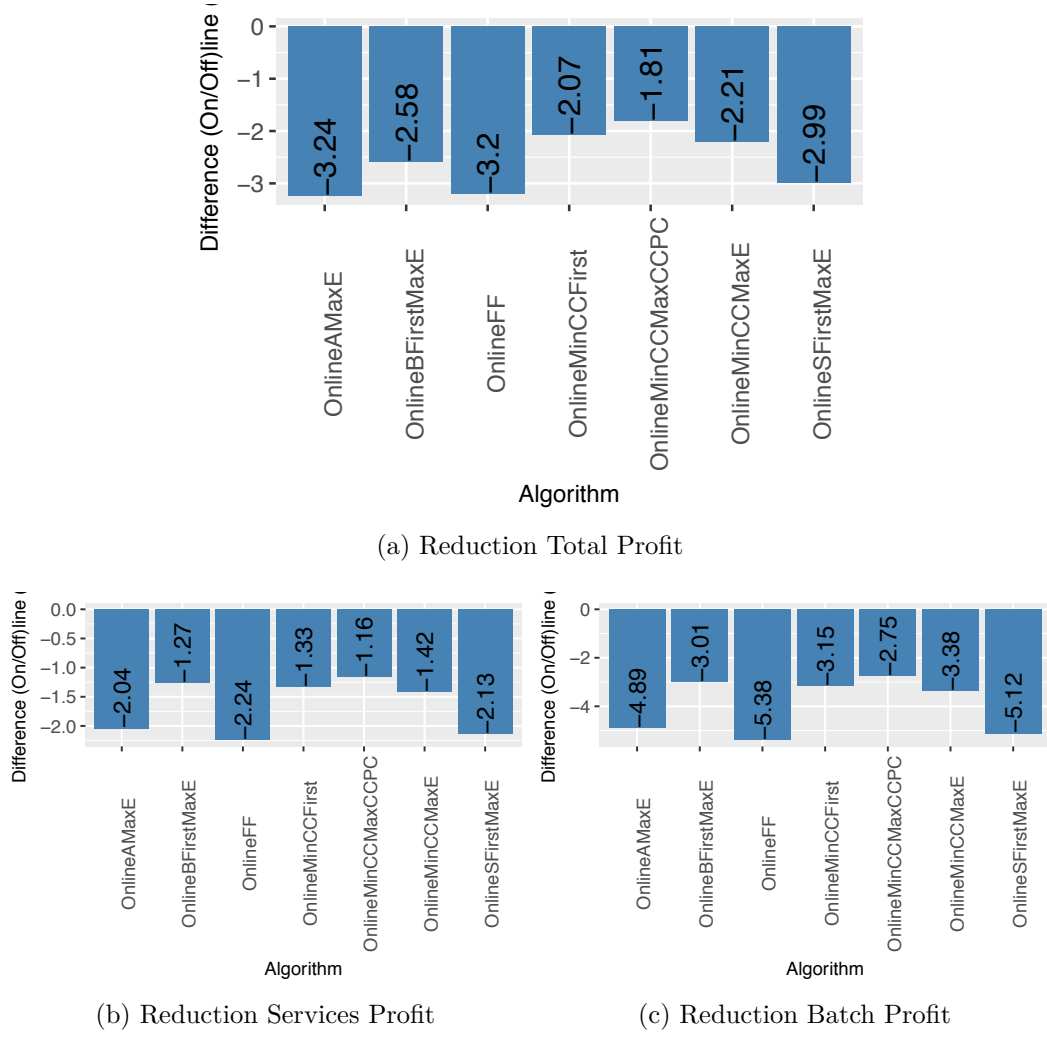 Difference (On/Off)line (
0
−1
−2
−3
−3.24
−2.58
−3.2
−2.07
−1.81
−2.21
−2.99
OnlineAMaxE
OnlineBFirstMaxE
OnlineFF
OnlineMinCCFirst
OnlineMinCCMaxCCPC
OnlineMinCCMaxE
OnlineSFirstMaxE
Algorithm
(a) Reduction Total Profit
Difference (On/Off)line (
0.0
−0.5
−1.0
−1.5
−2.0
−2.04
−1.27
−2.24
−1.33
−1.16
−1.42
−2.13
OnlineAMaxE
OnlineBFirstMaxE
OnlineFF
OnlineMinCCFirst
OnlineMinCCMaxCCPC
OnlineMinCCMaxE
OnlineSFirstMaxE
Algorithm
(b) Reduction Services Profit
Difference (On/Off)line (
0
−2
−4
−4.89
−3.01
−5.38
−3.15
−2.75
−3.38
−5.12
OnlineAMaxE
OnlineBFirstMaxE
OnlineFF
OnlineMinCCFirst
OnlineMinCCMaxCCPC
OnlineMinCCMaxE
OnlineSFirstMaxE
Algorithm
(c) Reduction Batch Profit